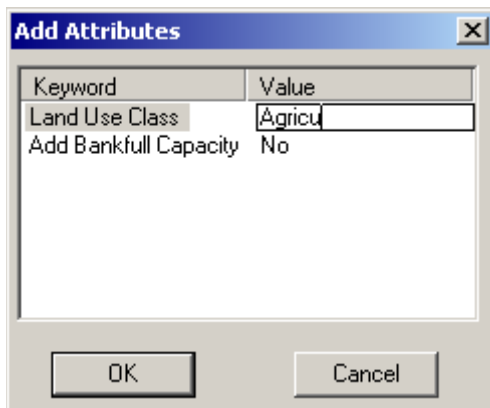 Add Attributes
Keyword Value
Land Use Class Agricu
Add Bankfull Capacity No
OK Cancel